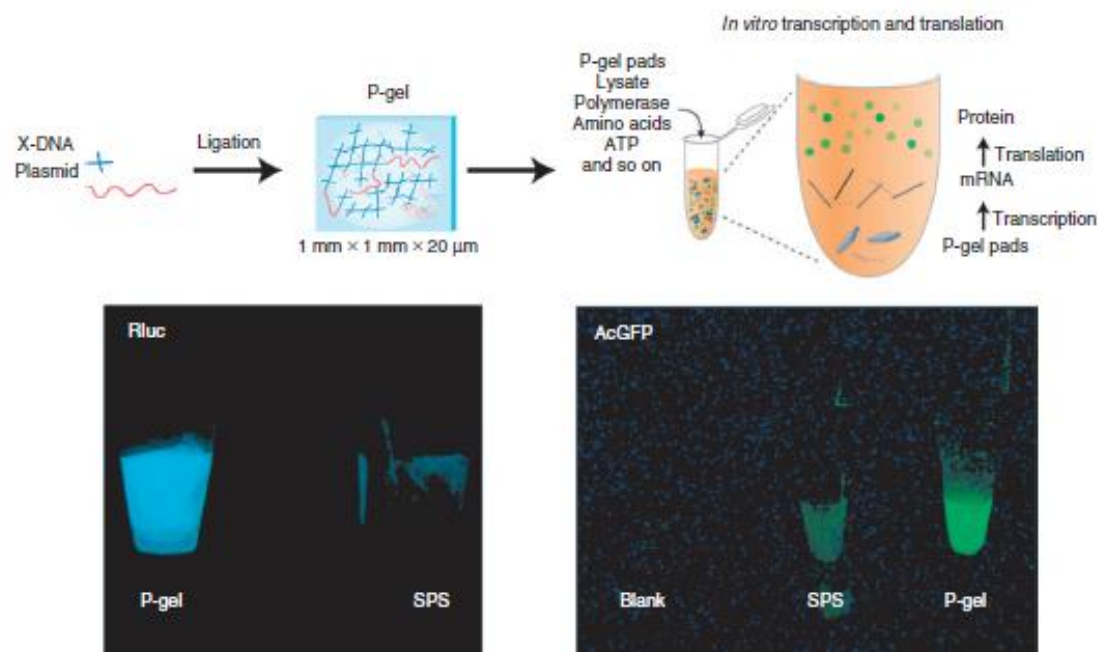 In vitro transcription and translation
P-gel pads
Lysate
Polymerase
Amino acids
ATP
and so on
P-gel
X-DNA
Plasmid
Ligation
1 mm × 1 mm × 20 μm
Protein
Translation
mRNA
Transcription
P-gel pads
Rluc
P-gel
SPS
AcGFP
Blank
SPS
P-gel